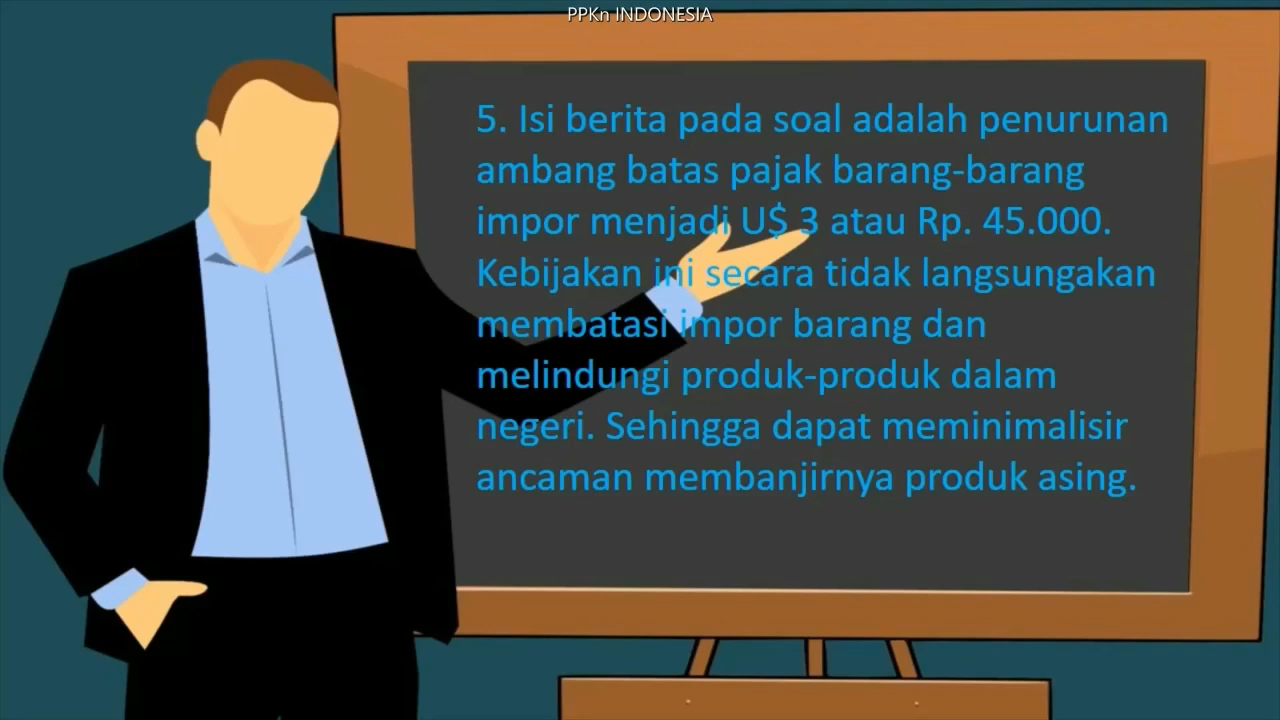 PPKn INDONESIA
5. Isi berita pada soal adalah penurunan
ambang batas pajak barang-barang
impor menjadi U$ 3 atau Rp. 45.000.
Kebijakan ini secara tidak langsungakan
membatasi impor barang dan
melindungi produk-produk dalam
negeri. Sehingga dapat meminimalisir
ancaman membanjirnya produk asing.